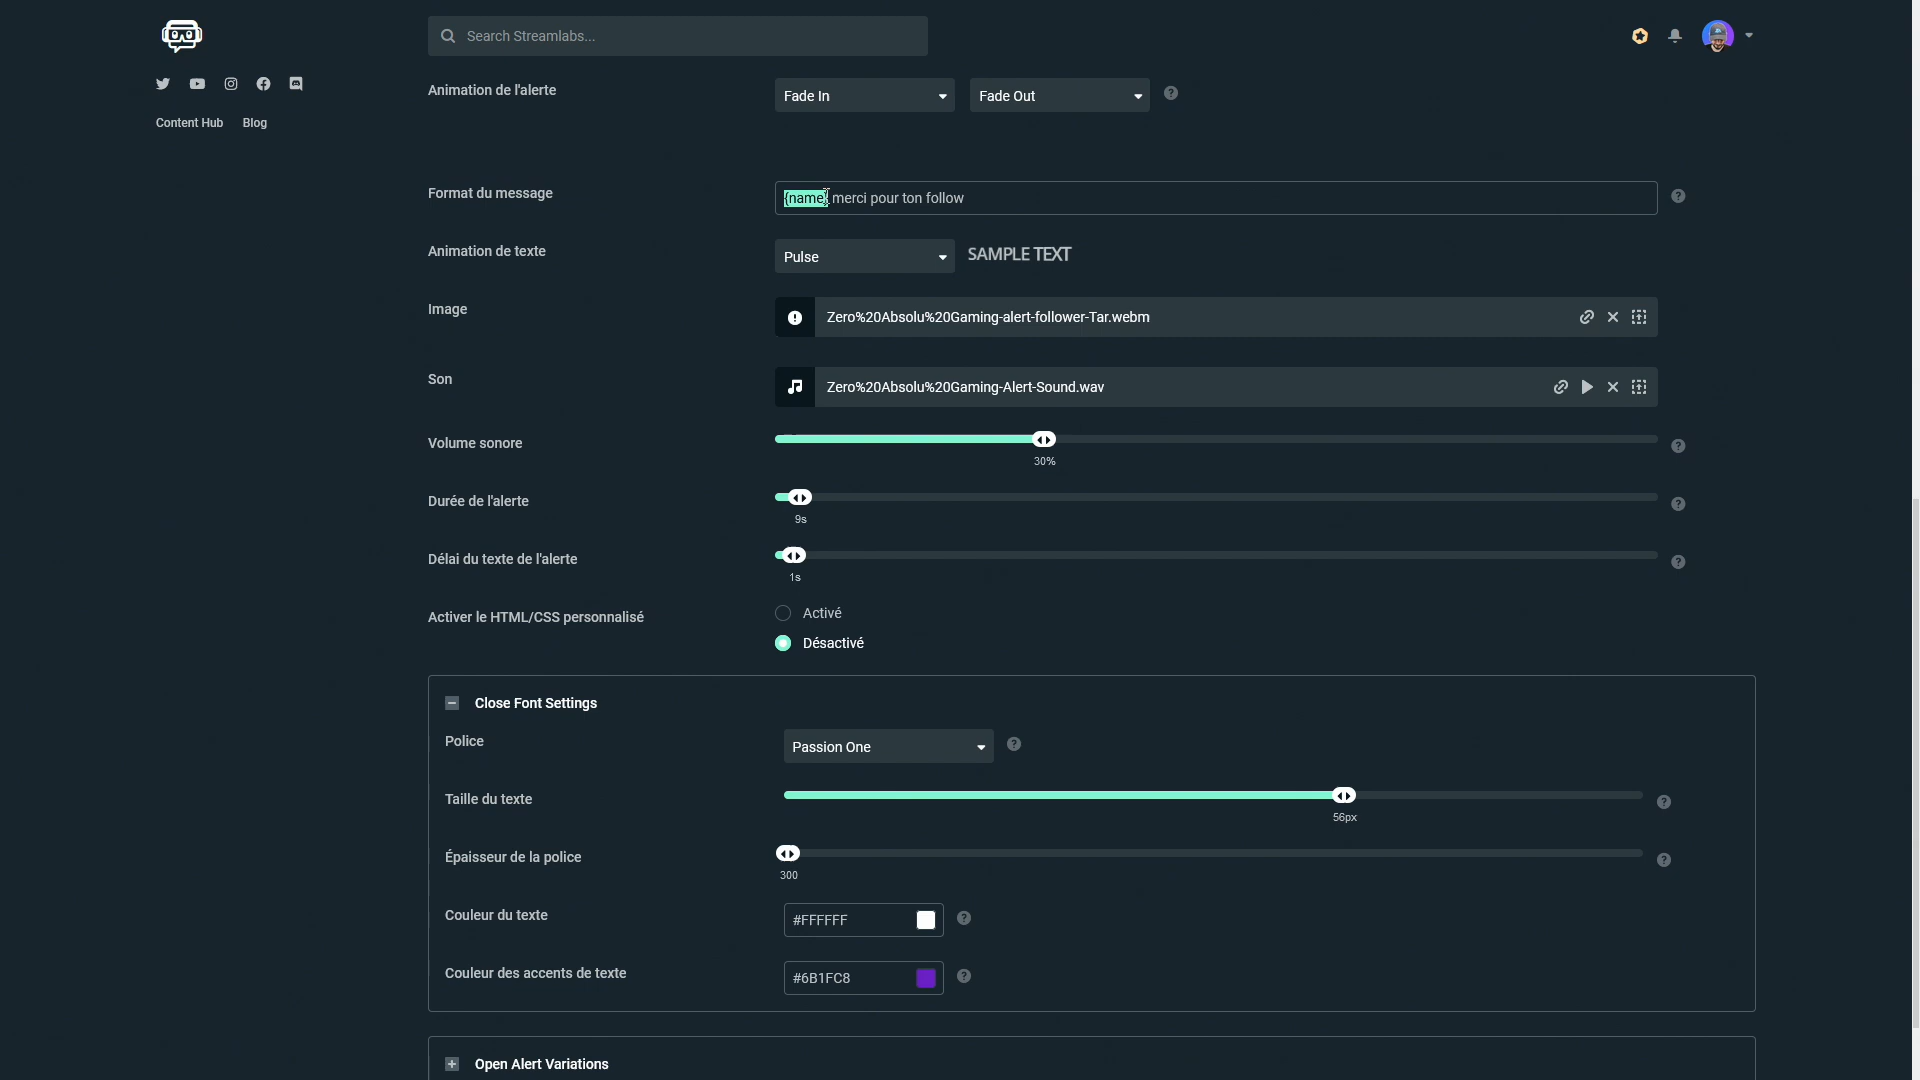 Search Streamlabs...
Content Hub Blog
Animation de l'alerte
Fade In
Fade Out
Format du message
{name} merci pour ton follow
Animation de texte
Pulse
SAMPLE TEXT
Image
Zero%20Absolu%20Gaming-alert-follower-Tar.webm
Son
Zero%20Absolu%20Gaming-Alert-Sound.wav
Volume sonore
30%
Durée de l'alerte
9s
Délai du texte de l'alerte
1s
Activer le HTML/CSS personnalisé
Activé
Désactivé
Close Font Settings
Police
Passion One
Taille du texte
56px
Épaisseur de la police
300
Couleur du texte
#FFFFFF
Couleur des accents de texte
#6B1FC8
Open Alert Variations